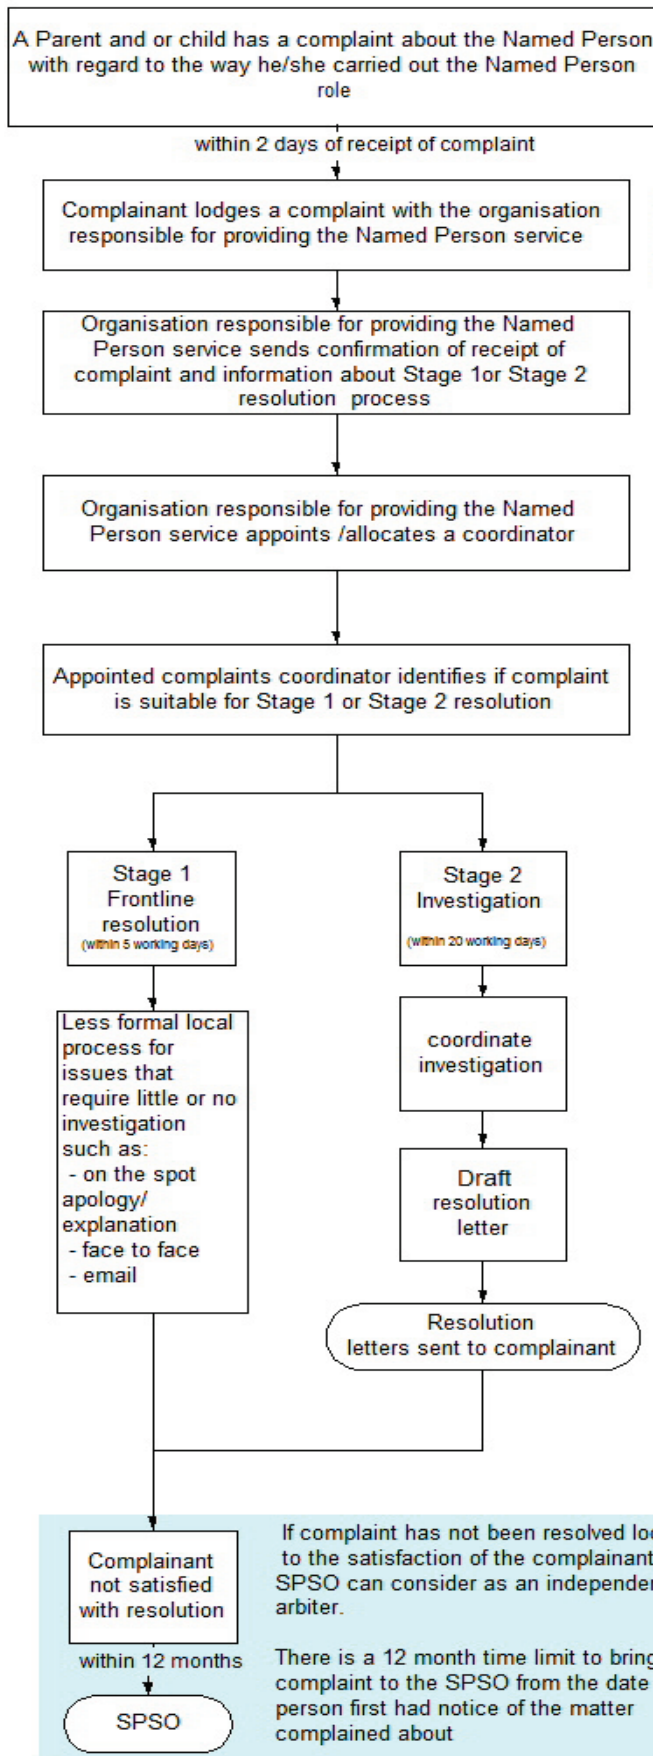 A Parent and or child has a complaint about the Named Person
with regard to the way he/she carried out the Named Person
role
within 2 days of receipt of complaint
Complainant lodges a complaint with the organisation
responsible for providing the Named Person service
Organisation responsible for providing the Named
Person service sends confirmation of receipt of
complaint and information about Stage 1or Stage 2
resolution process
Organisation responsible for providing the Named
Person service appoints /allocates a coordinator
Appointed complaints coordinator identifies if complaint
is suitable for Stage 1 or Stage 2 resolution
Stage 1
Frontline
resolution
(within 5 working days)
Stage 2
Investigation
(within 20 working days)
Less formal local
process for
issues that
require little or no
investigation
such as:
- on the spot
apology/
explanation
- face to face
- email
coordinate
investigation
Draft
resolution
letter
Resolution
letters sent to complainant
Complainant
not satisfied
with resolution
within 12 months
SPSO
If complaint has not been resolved
to the satisfaction of the complainant
SPSO can consider as an
arbiter.
There is a 12 month time limit to bring
complaint to the SPSO from the date
person first had notice of the matter
complained about